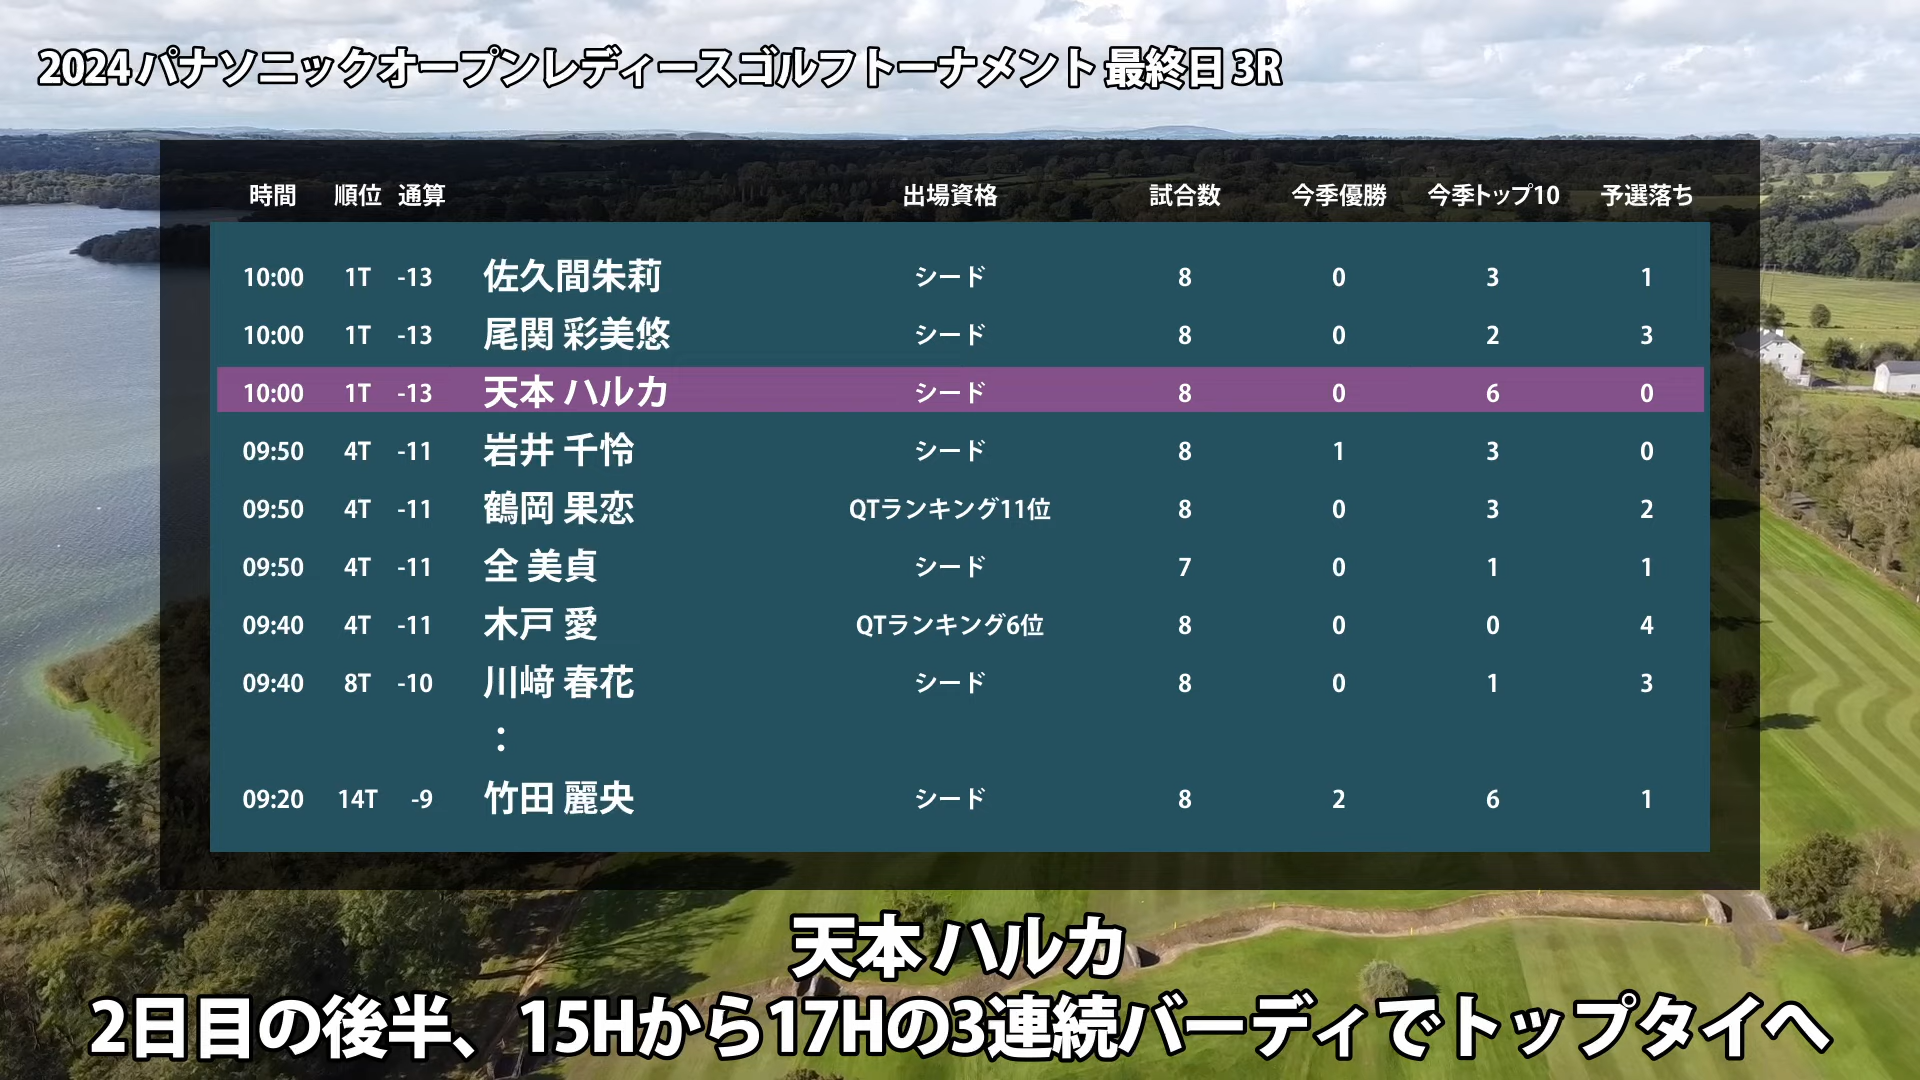 2024 パナソニックオープンレディースゴルフトーナメント 最終日 3R
時間 順位 通算 出場資格 試合数 今季優勝 今季トップ10 予選落ち
10:00 1T -13 佐久間朱莉 シード 8 0 3 1
10:00 1T -13 尾関 彩美悠 シード 8 0 2 3
10:00 1T -13 天本 ハルカ シード 8 0 6 0
09:50 4T -11 岩井 千怜 シード 8 1 3 0
09:50 4T -11 鶴岡 果恋 QTランキング11位 8 0 3 2
09:50 4T -11 全 美貞 シード 7 0 1 1
09:40 4T -11 木戸 愛 QTランキング6位 8 0 0 4
09:40 8T -10 川﨑 春花 シード 8 0 1 3
：
09:20 14T -9 竹田 麗央 シード 8 2 6 1
天本 ハルカ
2日目の後半、15Hから17Hの3連続バーディでトップタイへ